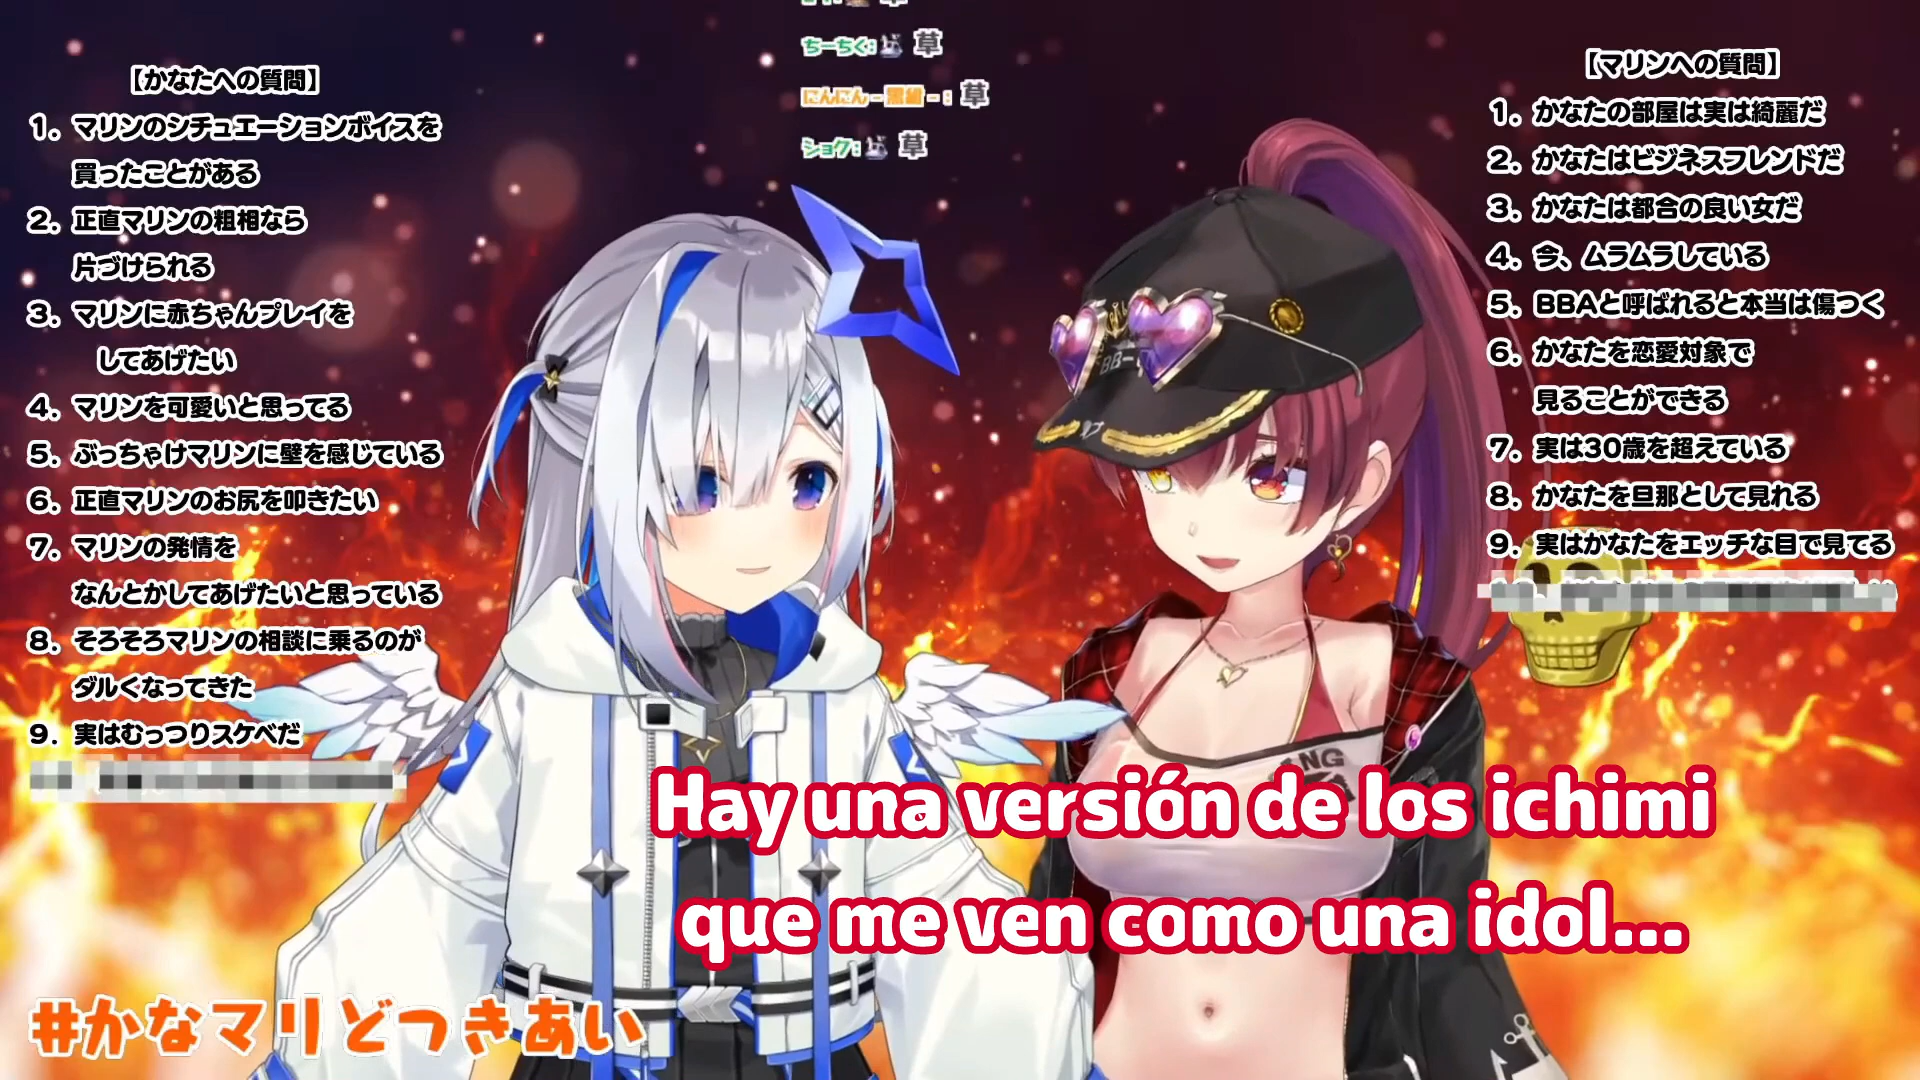 【かなたへの質問】
1. マリンのシチュエーションボイスを
買ったことがある
2. 正直マリンの粗相なら
片づけられる
3. マリンに赤ちゃんプレイを
してあげたい
4. マリンを可愛いと思ってる
5. ぶっちゃけマリンに壁を感じている
6. 正直マリンのお尻を叩きたい
7. マリンの発情を
なんとかしてあげたいと思っている
8. そろそろマリンの相談に乗るのが
ダルくなってきた
9. 実はむっつりスケベだ
ちーちく: 草
にんにん - 黒組 - : 草
ショク: 草
【マリンへの質問】
1. かなたの部屋は実は綺麗だ
2. かなたはビジネスフレンドだ
3. かなたは都合の良い女だ
4. 今、ムラムラしている
5. BBAと呼ばれると本当は傷つく
6. かなたを恋愛対象で
見ることができる
7. 実は30歳を超えている
8. かなたを旦那として見れる
9. 実はかなたをエッチな目で見てる
Hay una versión de los ichimi
que me ven como una idol...
#かなマリどつきあい